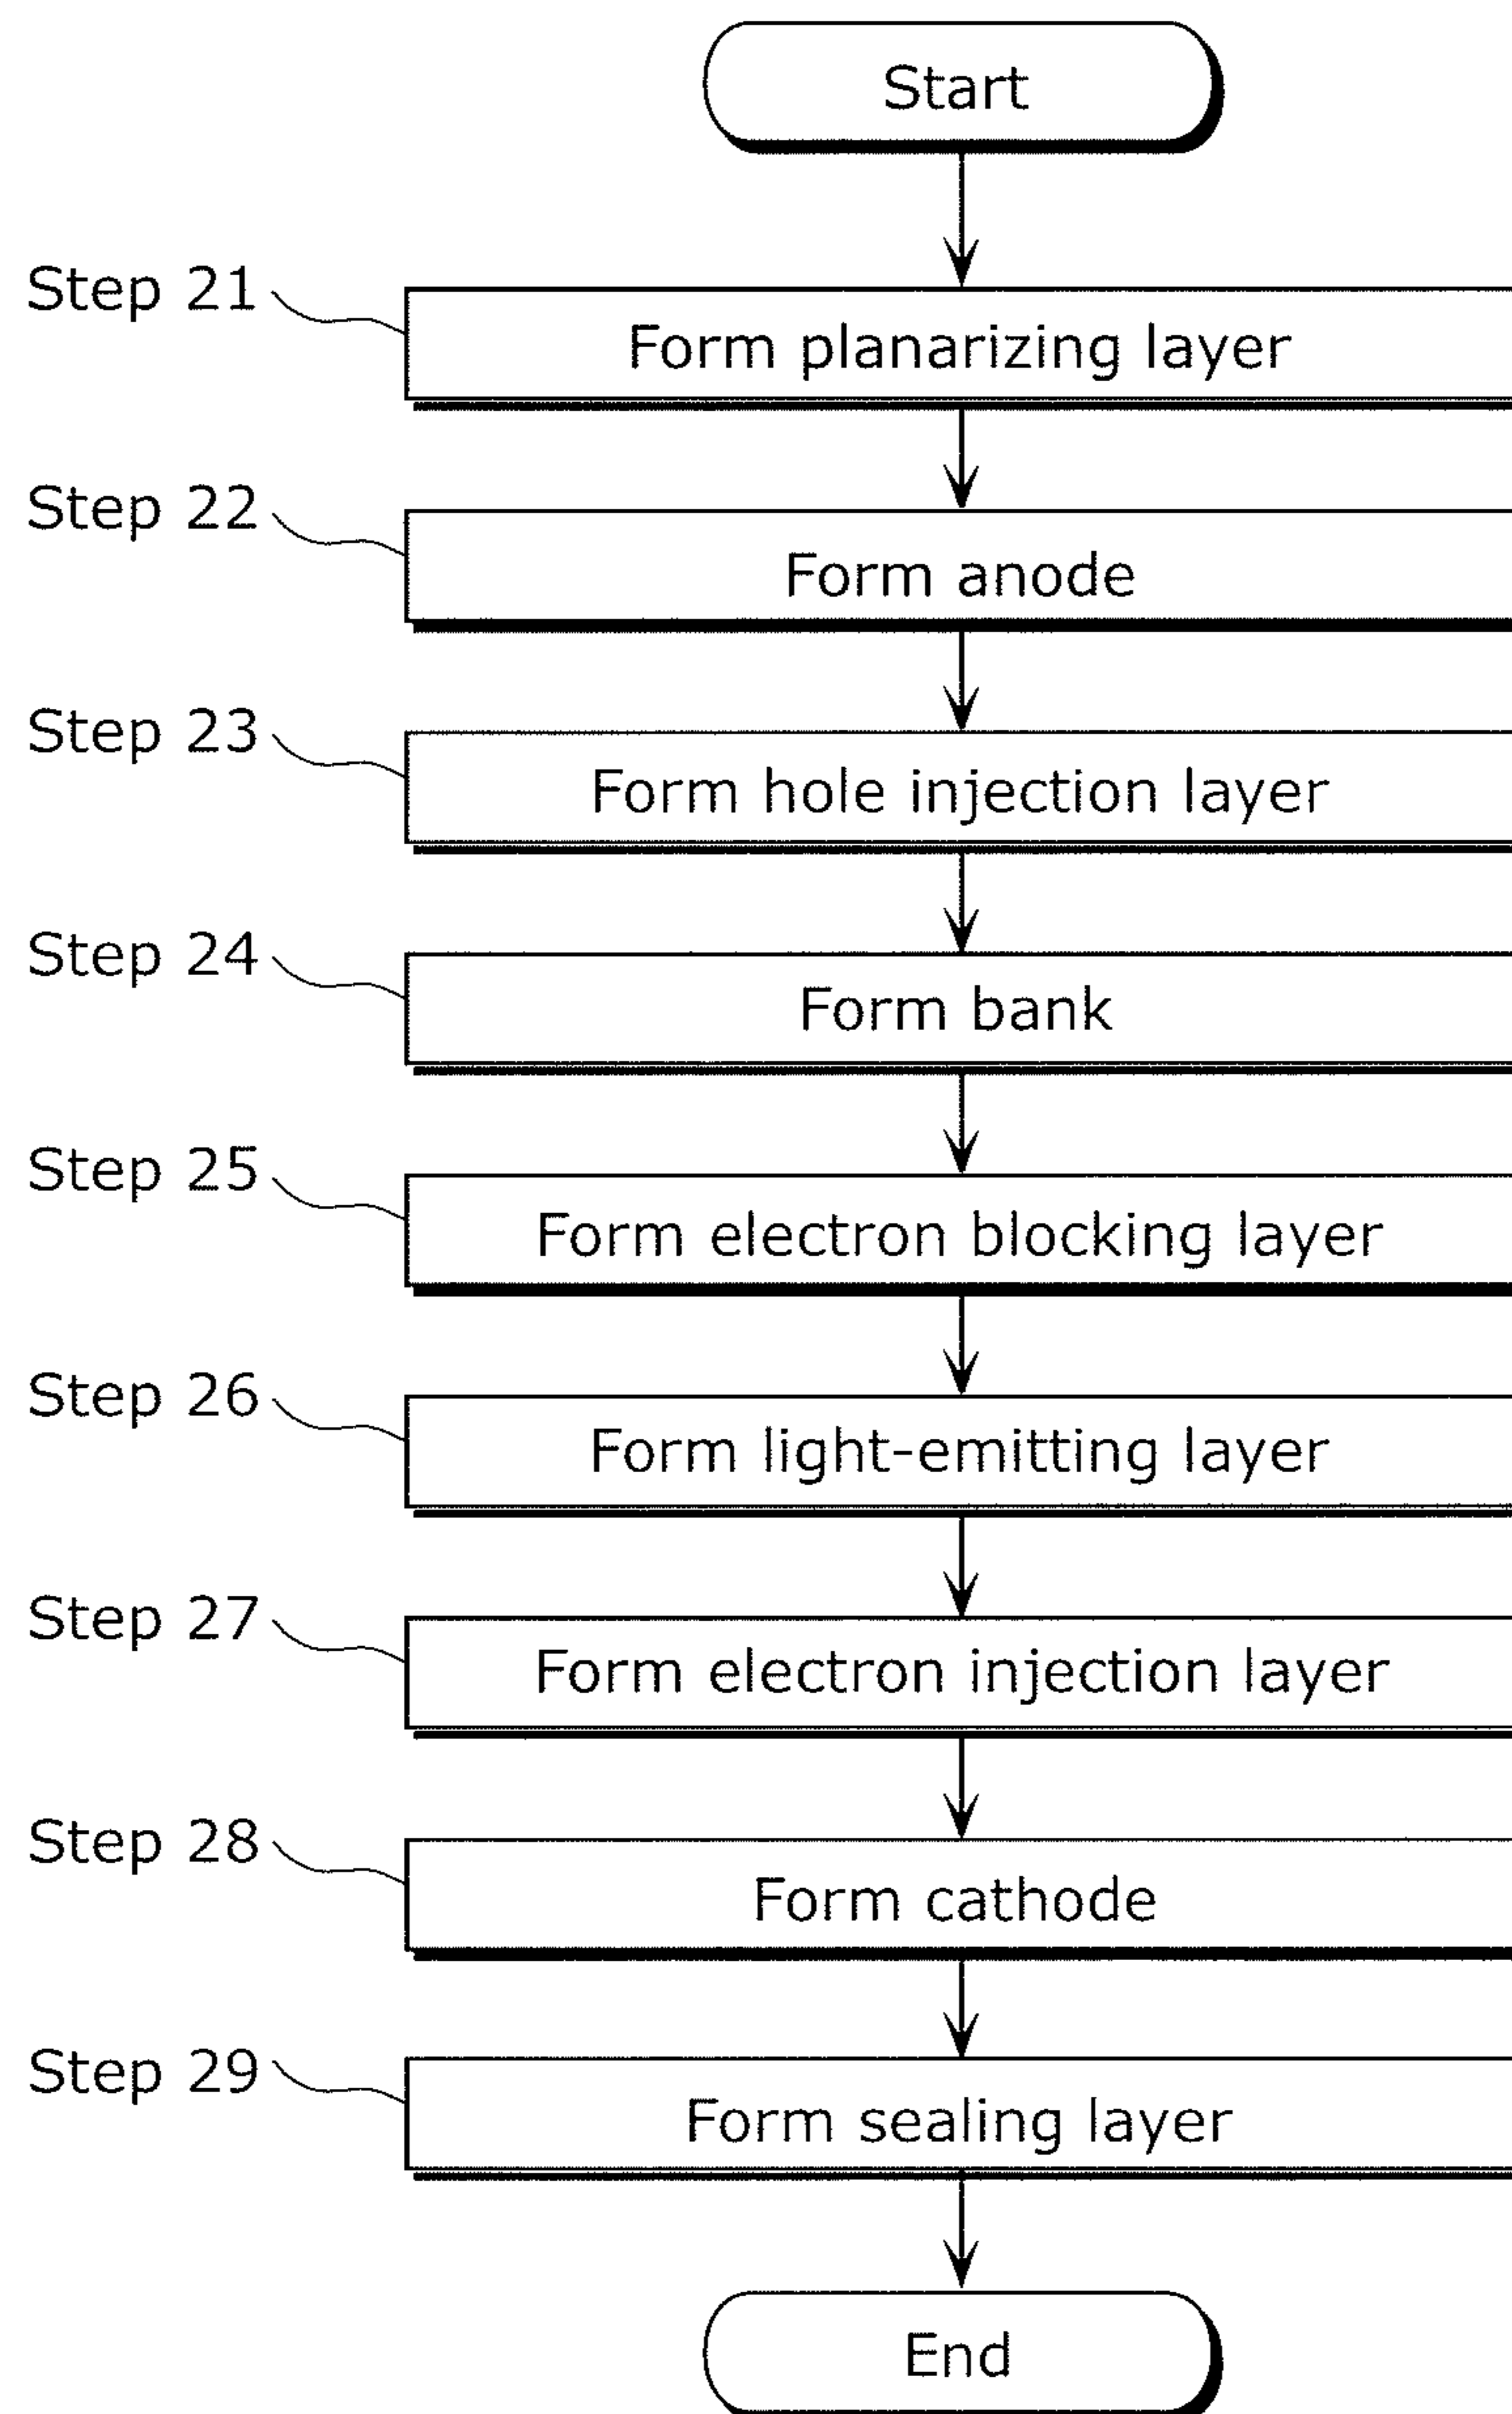 Start
Step 21
Form planarizing layer
Step 22
Form anode
Step 23
Form hole injection layer
Step 24
Form bank
Step 25
Form electron blocking layer
Step 26
Form light-emitting layer
Step 27
Form electron injection layer
Step 28
Form cathode
Step 29
Form sealing layer
End